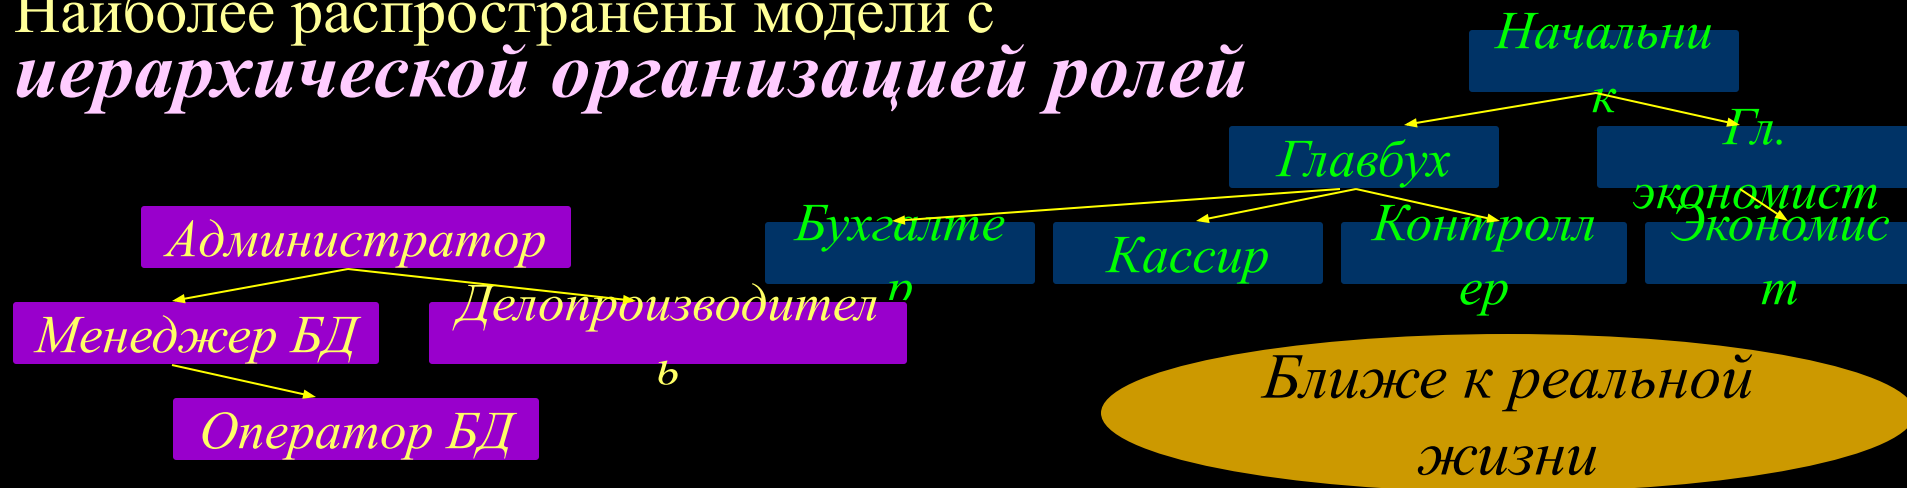 Наиболее распространены модели с
иерархической организацией ролей
Начальни
к
Главбух
Гл.
экономист
Бухгалте
р
Кассир
Контролл
ер
Экономис
т
Администратор
Менеджер БД
Делопроизводител
ь
Оператор БД
Ближе к реальной
жизни